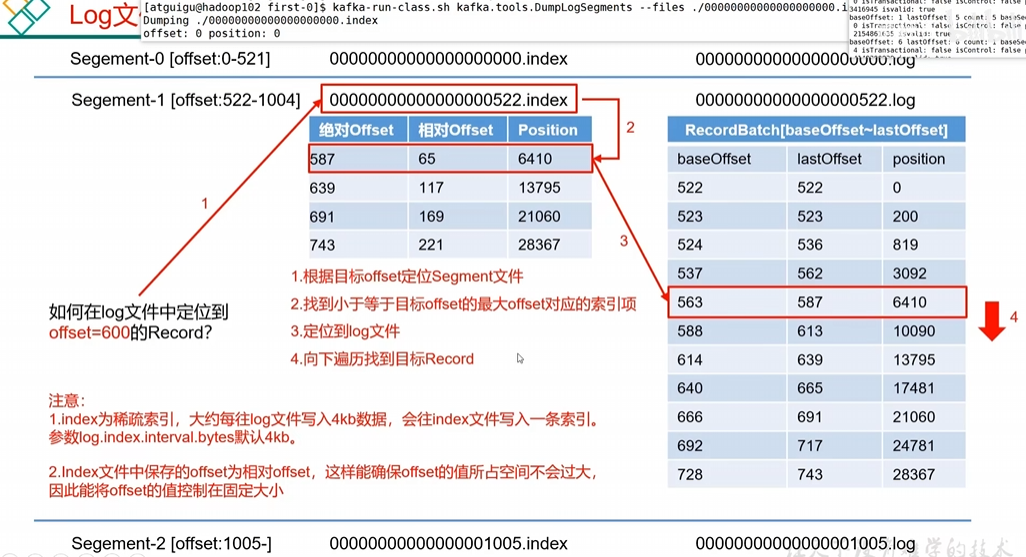 Log文
[atguigu@hadoop102 first-0]$ kafka-run-class.sh kafka.tools.DumpLogSegments --files ./00000000000000000000.i
Dumping ./00000000000000000000.index
offset: 0 position: 0
0 isTransactional: false isControl: false
3416945 isvalid: true
baseOffset: 1 lastOffset: 5 count: 5 baseSe
0 isTransactional: false isControl: false
isvalid: true
baseOffset: 6 lastOffset: 6 count: 1 baseSe
4 isTransactional: false isControl: false
Segement-0 [offset:0-521] 00000000000000000000.index 00000000000000000000.log
Segement-1 [offset:522-1004] 00000000000000000522.index 00000000000000000522.log
绝对Offset 相对Offset Position
587 65 6410
639 117 13795
691 169 21060
743 221 28367
RecordBatch[baseOffset~lastOffset]
baseOffset lastOffset position
522 522 0
523 523 200
524 536 819
537 562 3092
563 587 6410
588 613 10090
614 639 13795
640 665 17481
666 691 21060
692 717 24781
728 743 28367
1
2
3
4
1.根据目标offset定位Segment文件
2.找到小于等于目标offset的最大offset对应的索引项
3.定位到log文件
4.向下遍历找到目标Record
如何在log文件中定位到
offset=600的Record?
注意:
1.index为稀疏索引，大约每往log文件写入4kb数据，会往index文件写入一条索引。
参数log.index.interval.bytes默认4kb。
2.Index文件中保存的offset为相对offset，这样能确保offset的值所占空间不会过大，
因此能将offset的值控制在固定大小
Segement-2 [offset:1005-] 00000000000000001005.index 00000000000000001005.log